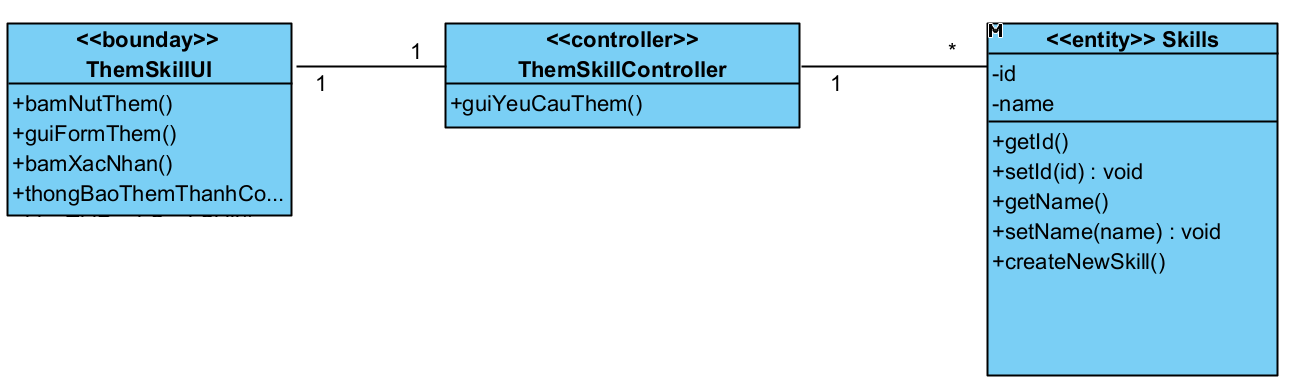 <<bounday>>
ThemSkillUI
+bamNutThem()
+guiFormThem()
+bamXacNhan()
+thongBaoThemThanhCo...
1
1
<<controller>>
ThemSkillController
+guiYeuCauThem()
1
*
M
<<entity>> Skills
-id
-name
+getId()
+setId(id) : void
+getName()
+setName(name) : void
+createNewSkill()